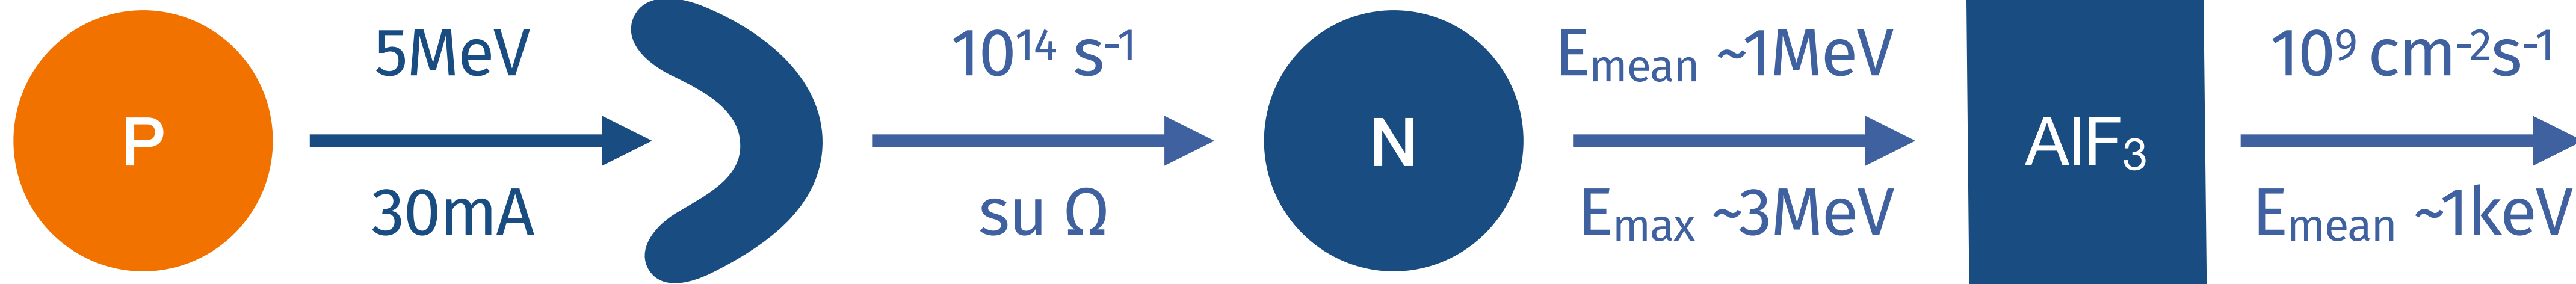 P
5MeV
30mA
10¹⁴ s⁻¹
su Ω
N
Eₘₑₐₙ ~1MeV
Eₘₐₓ ~3MeV
AlF₃
10⁹ cm⁻²s⁻¹
Eₘₑₐₙ ~1keV